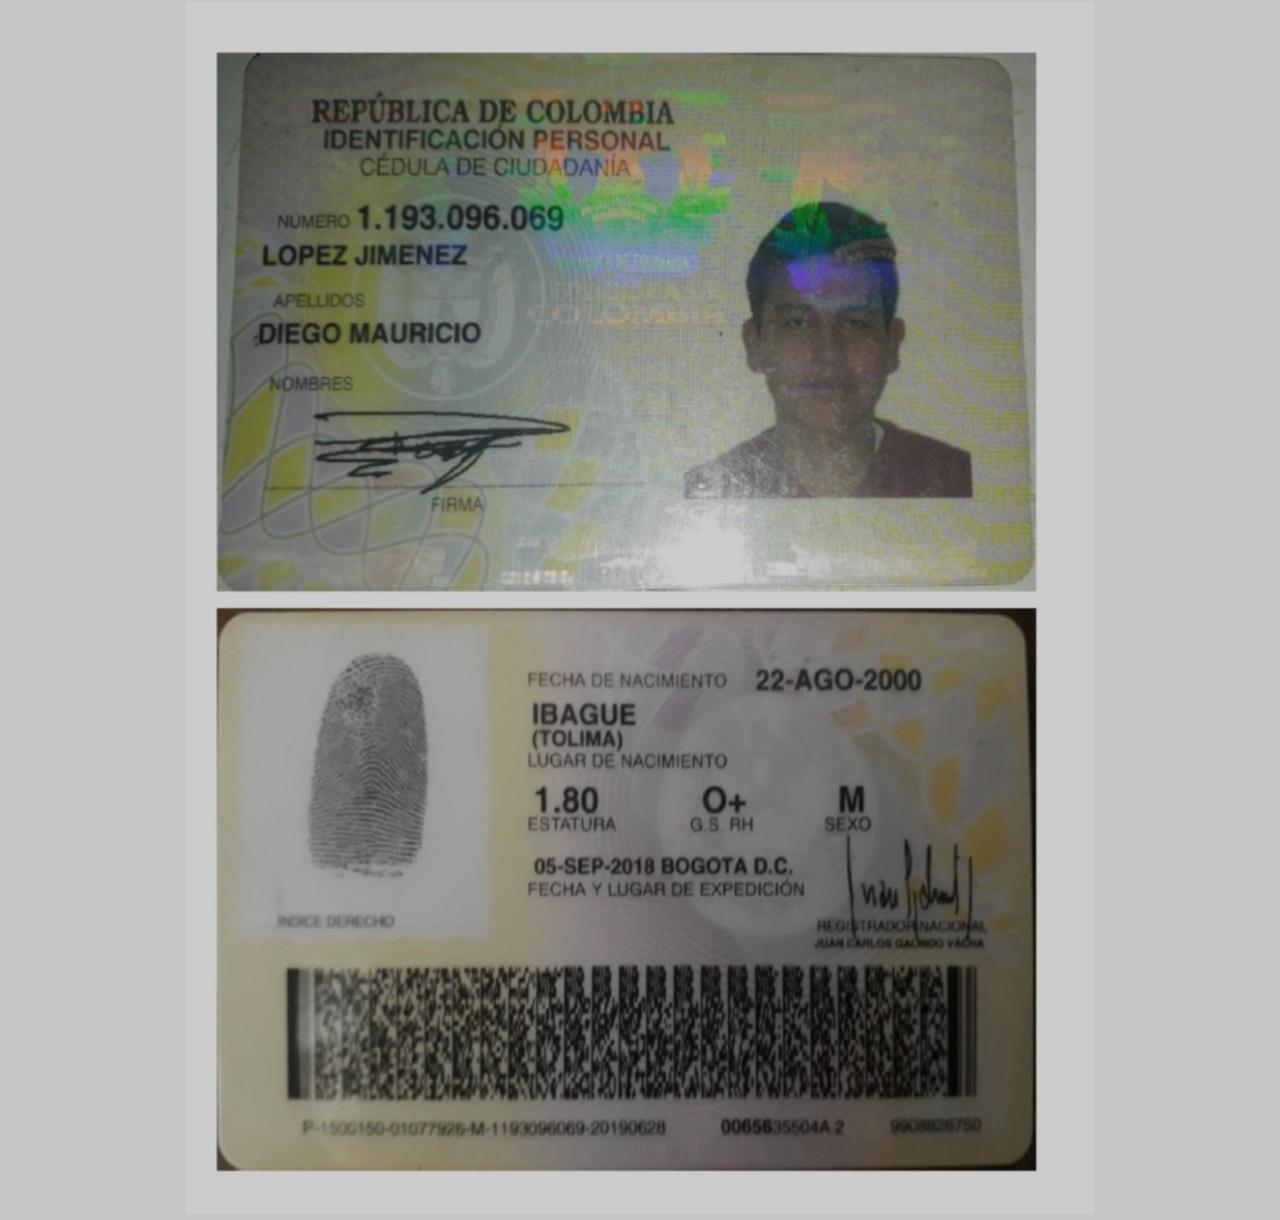 REPÚBLICA DE COLOMBIA
IDENTIFICACIÓN PERSONAL
CÉDULA DE CIUDADANÍA
NÚMERO 1.193.096.069
LOPEZ JIMENEZ
APELLIDOS
DIEGO MAURICIO
NOMBRES
FIRMA
FECHA DE NACIMIENTO 22-AGO-2000
IBAGUE
(TOLIMA)
LUGAR DE NACIMIENTO
1.80 O+ M
ESTATURA G.S. RH SEXO
05-SEP-2018 BOGOTA D.C.
FECHA Y LUGAR DE EXPEDICIÓN
INDICE DERECHO
REGISTRADOR NACIONAL
JUAN CARLOS GALINDO VACHA
P-1500150-01077926-M-1193096069-20190628 0065635504A 2 9908826750